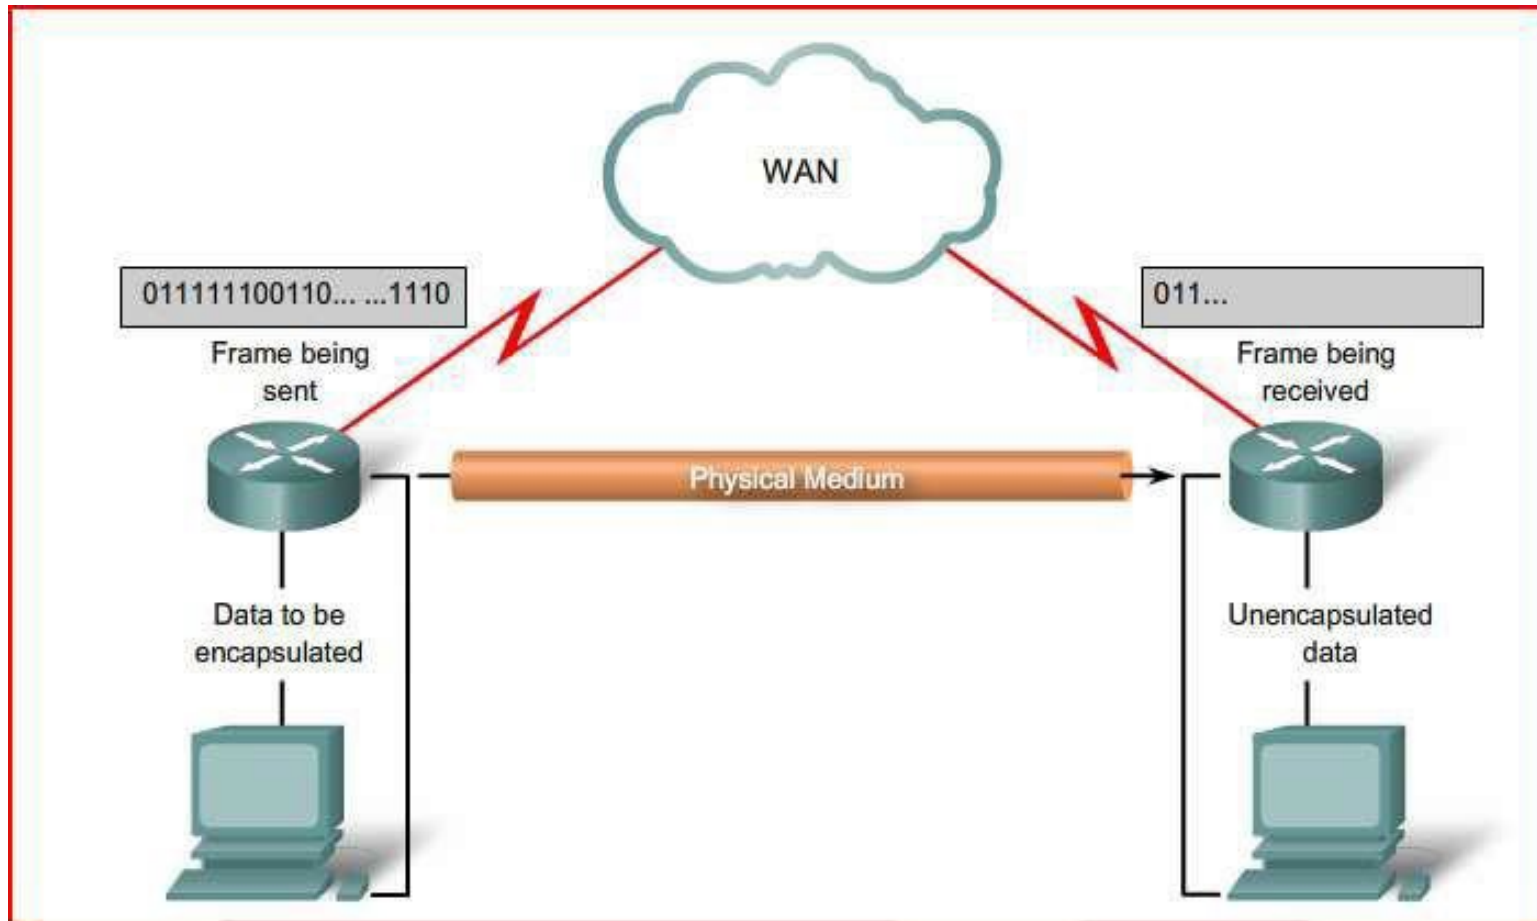 WAN
011111100110... ...1110
Frame being
sent
011...
Frame being
received
Physical Medium
Data to be
encapsulated
Unencapsulated
data